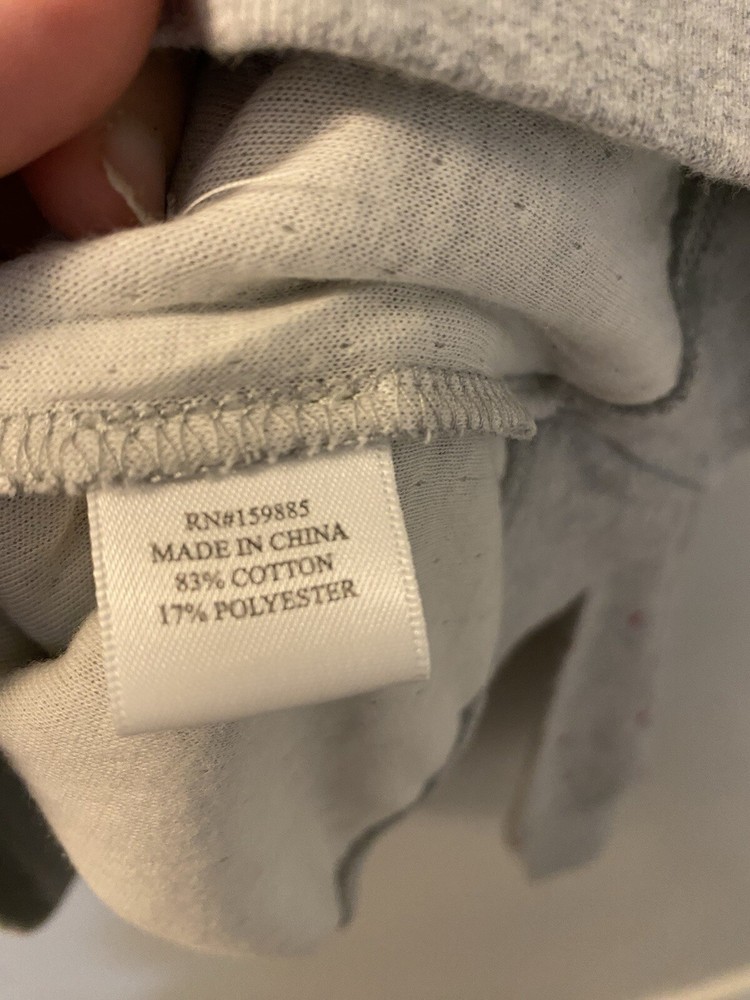 RN#159885
MADE IN CHINA
83% COTTON
17% POLYESTER